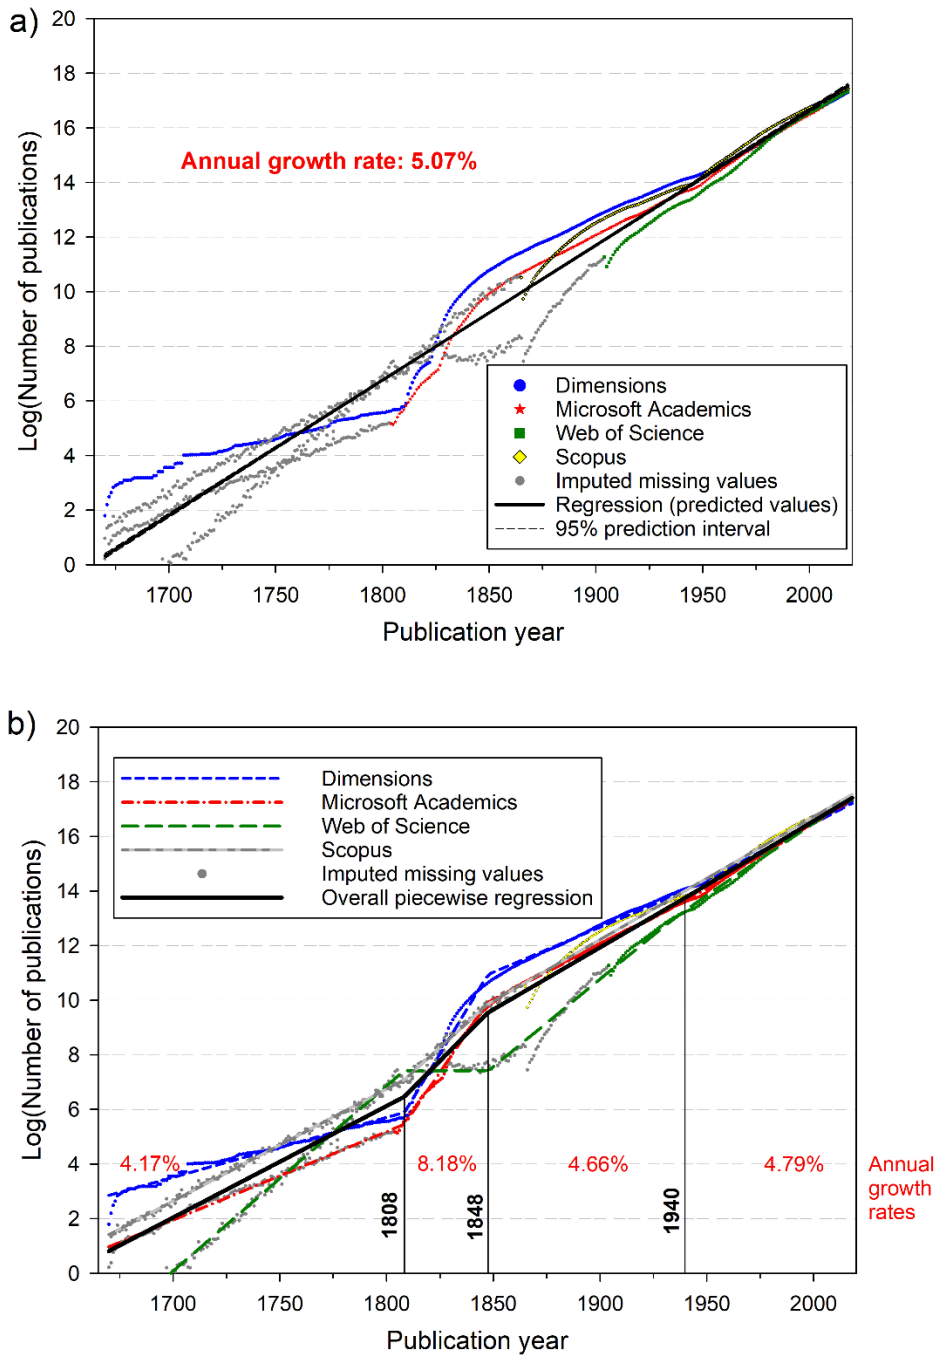 a)
20
18
16
14
12
10
8
6
4
2
0
Log(Number of publications)
Annual growth rate: 5.07%
Dimensions
Microsoft Academics
Web of Science
Scopus
Imputed missing values
Regression (predicted values)
95% prediction interval
1700 1750 1800 1850 1900 1950 2000
Publication year
b)
20
18
16
14
12
10
8
6
4
2
0
Log(Number of publications)
Dimensions
Microsoft Academics
Web of Science
Scopus
Imputed missing values
Overall piecewise regression
4.17% 8.18% 4.66% 4.79%
Annual
growth
rates
1808
1848
1940
1700 1750 1800 1850 1900 1950 2000
Publication year